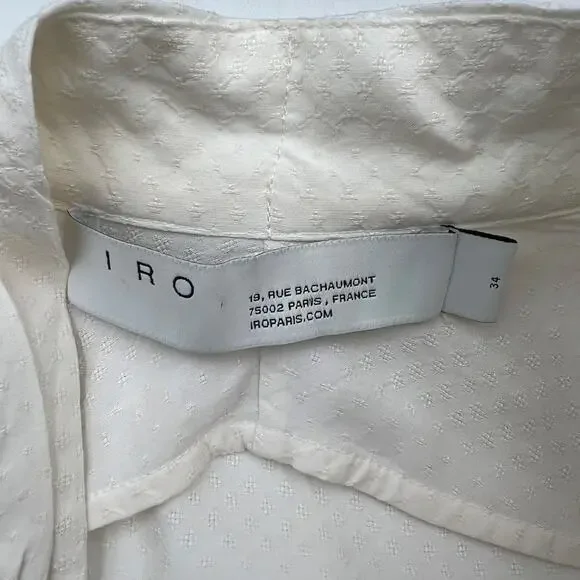 IRO
19, RUE BACHAUMONT
75002 PARIS, FRANCE
IROPARIS.COM
34